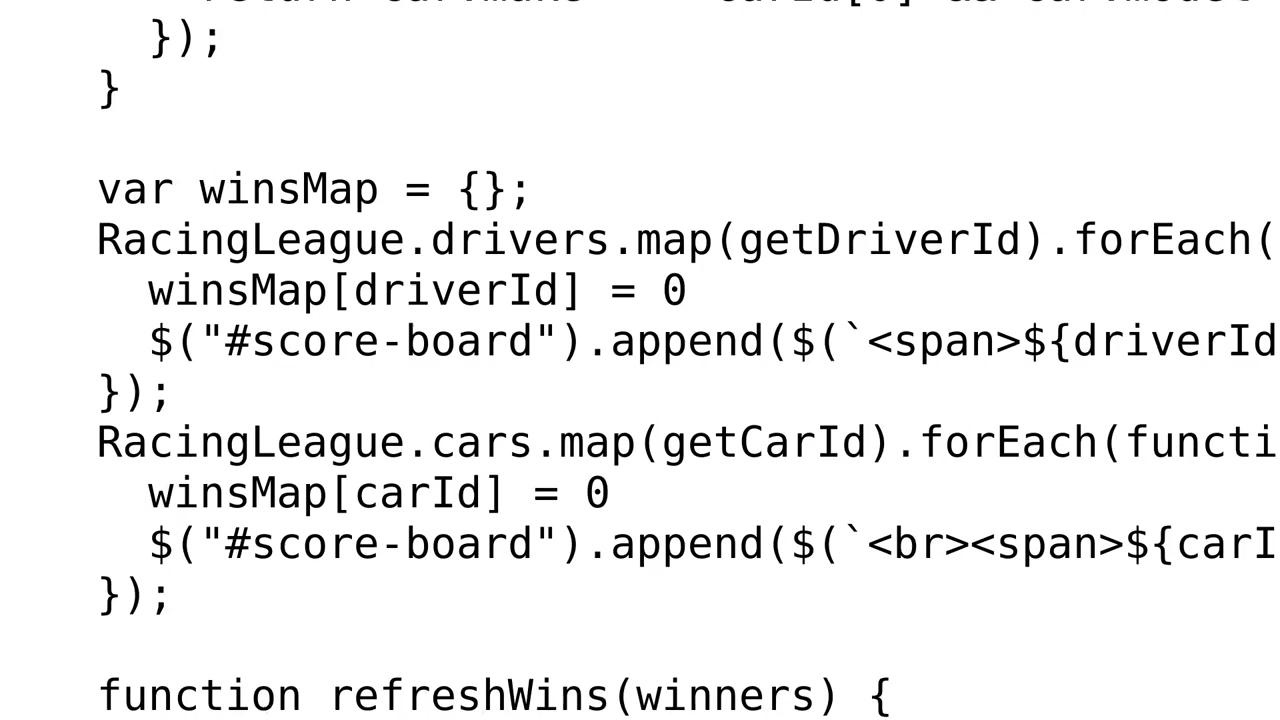 });
}
var winsMap = {};
RacingLeague.drivers.map(getDriverId).forEach(
winsMap[driverId] = 0
$("#score-board").append($(`<span>${driverId
});
RacingLeague.cars.map(getCarId).forEach(functi
winsMap[carId] = 0
$("#score-board").append($(`<br><span>${carI
});
function refreshWins(winners) {